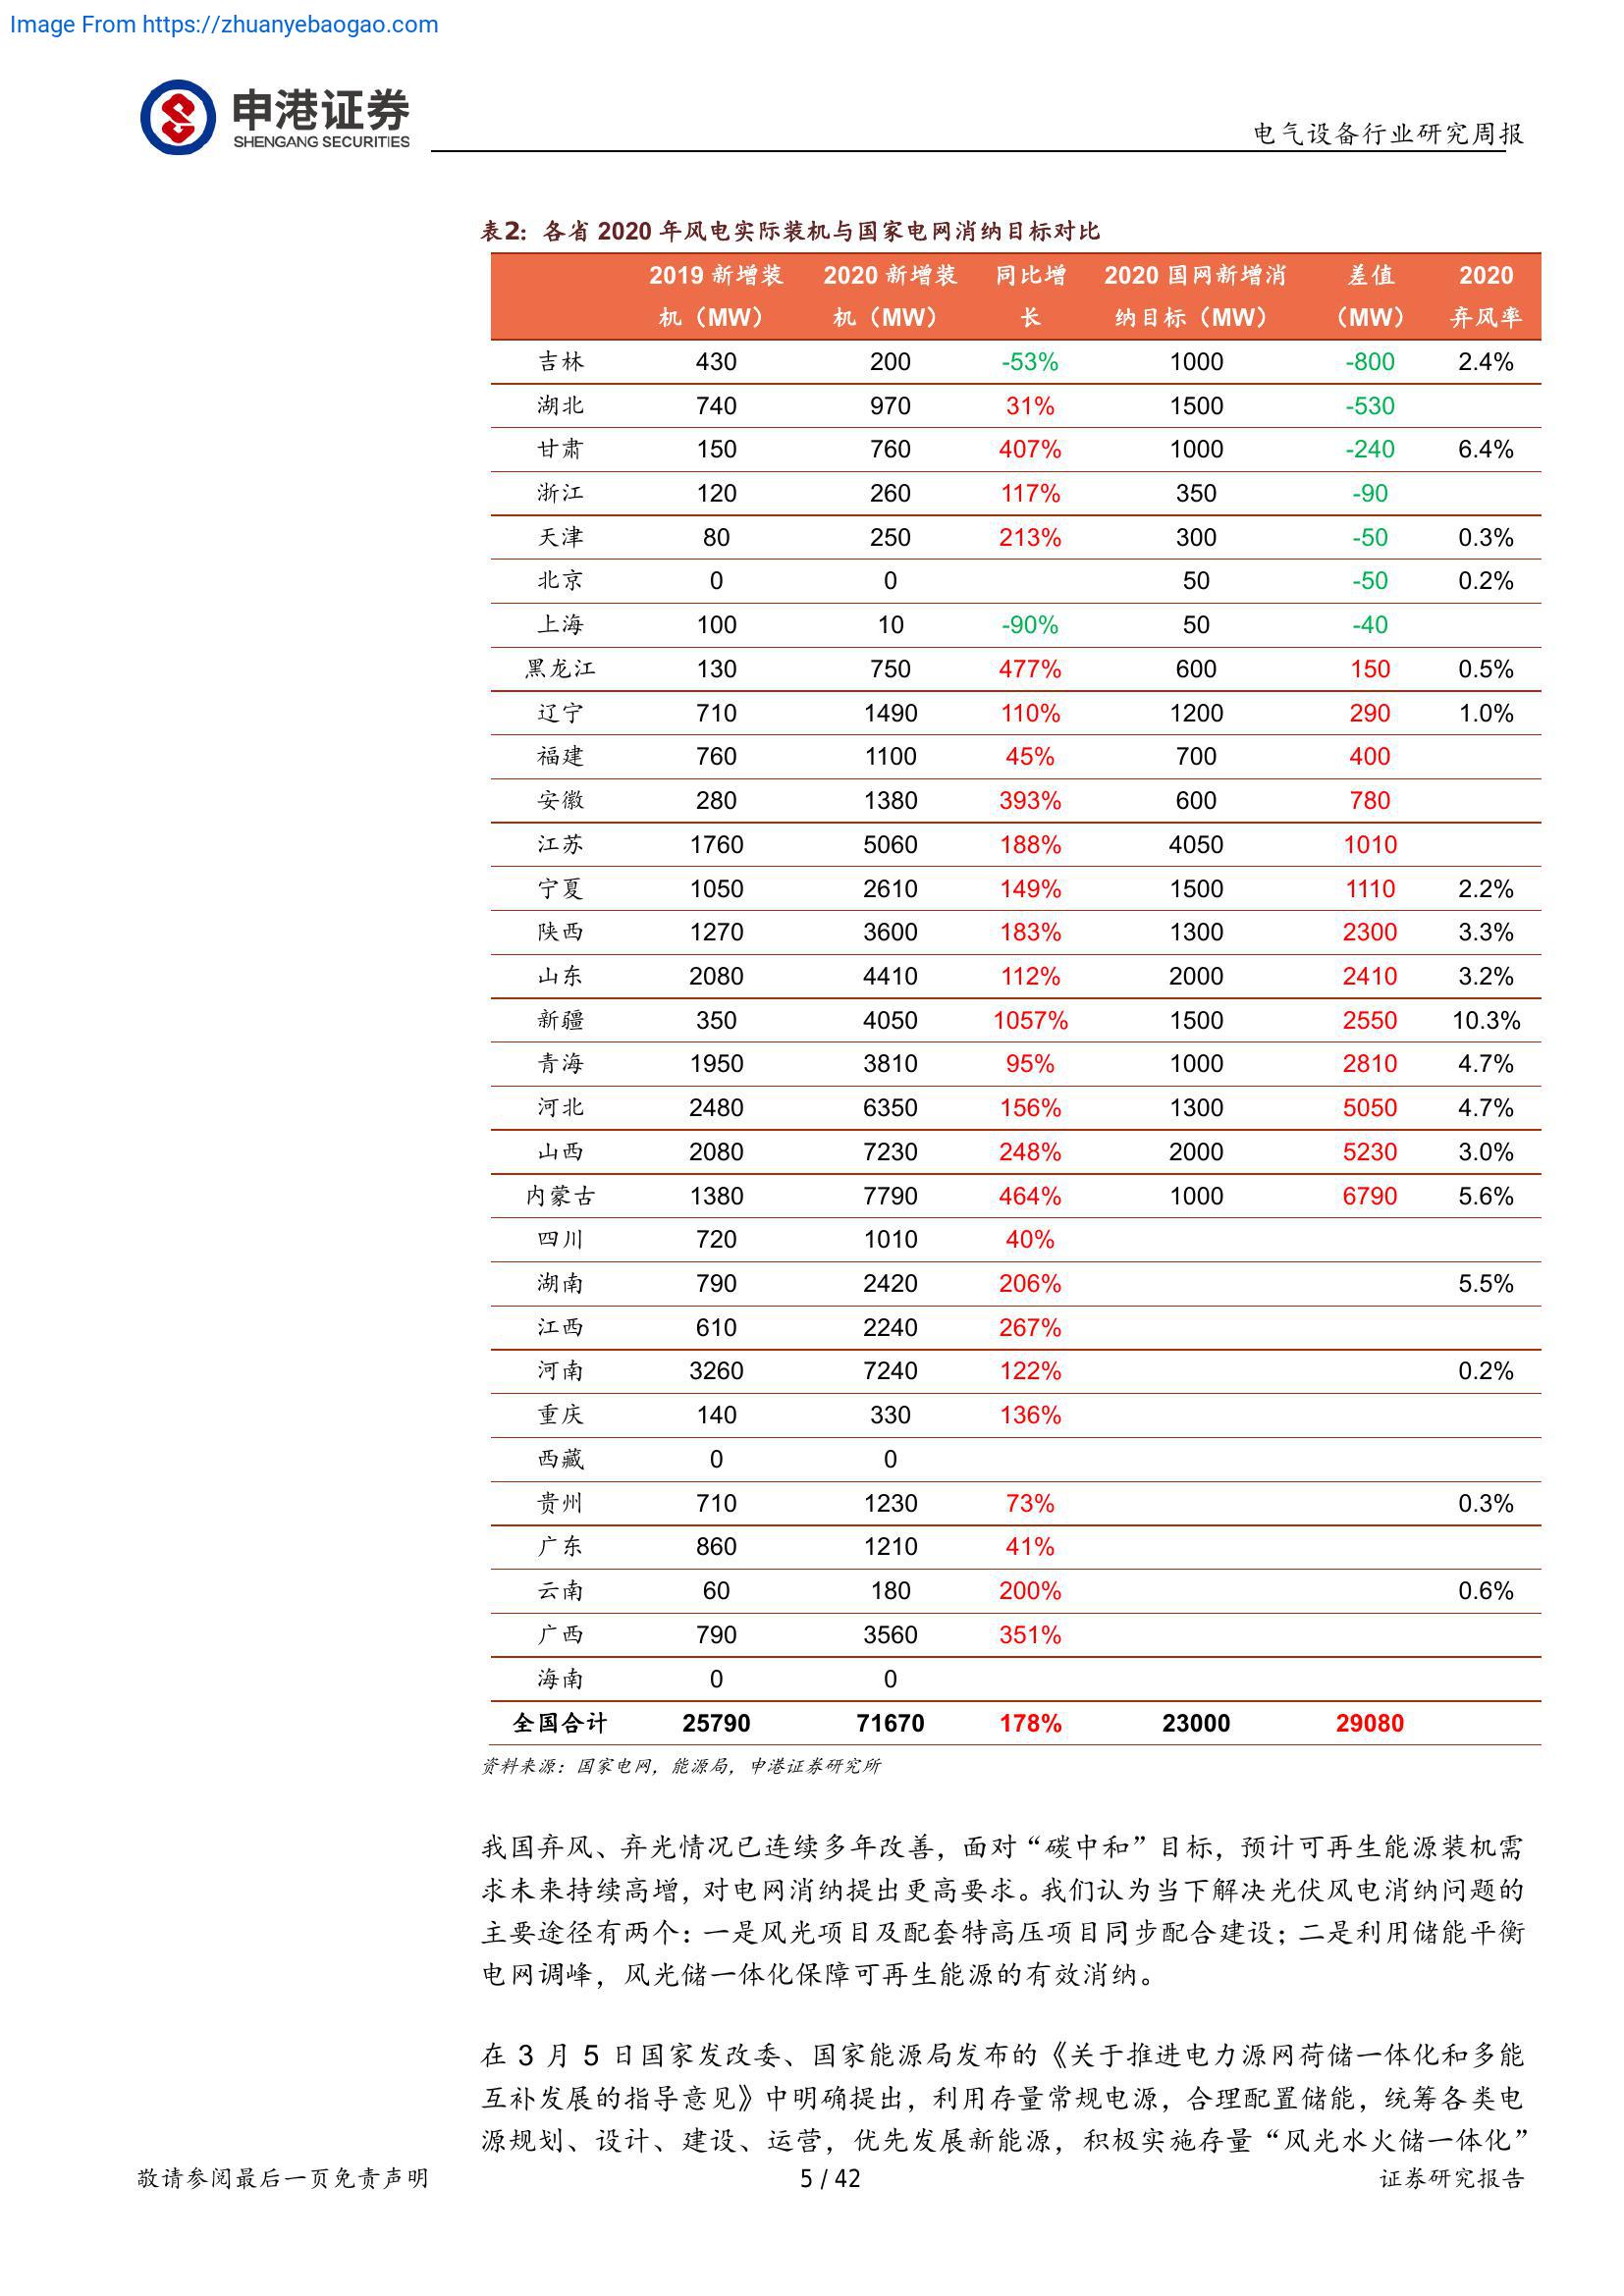 Image From https://zhuanyebaogao.com
申港证券
SHENGANG SECURITIES
电气设备行业研究周报
表2：各省 2020 年风电实际装机与国家电网消纳目标对比
2019 新增装 2020 新增装 同比增 2020 国网新增消 差值 2020
机（MW） 机（MW） 长 纳目标（MW） （MW） 弃风率
吉林 430 200 -53% 1000 -800 2.4%
湖北 740 970 31% 1500 -530
甘肃 150 760 407% 1000 -240 6.4%
浙江 120 260 117% 350 -90
天津 80 250 213% 300 -50 0.3%
北京 0 0 50 -50 0.2%
上海 100 10 -90% 50 -40
黑龙江 130 750 477% 600 150 0.5%
辽宁 710 1490 110% 1200 290 1.0%
福建 760 1100 45% 700 400
安徽 280 1380 393% 600 780
江苏 1760 5060 188% 4050 1010
宁夏 1050 2610 149% 1500 1110 2.2%
陕西 1270 3600 183% 1300 2300 3.3%
山东 2080 4410 112% 2000 2410 3.2%
新疆 350 4050 1057% 1500 2550 10.3%
青海 1950 3810 95% 1000 2810 4.7%
河北 2480 6350 156% 1300 5050 4.7%
山西 2080 7230 248% 2000 5230 3.0%
内蒙古 1380 7790 464% 1000 6790 5.6%
四川 720 1010 40%
湖南 790 2420 206% 5.5%
江西 610 2240 267%
河南 3260 7240 122% 0.2%
重庆 140 330 136%
西藏 0 0
贵州 710 1230 73% 0.3%
广东 860 1210 41%
云南 60 180 200% 0.6%
广西 790 3560 351%
海南 0 0
全国合计 25790 71670 178% 23000 29080
资料来源：国家电网，能源局，申港证券研究所
我国弃风、弃光情况已连续多年改善，面对“碳中和”目标，预计可再生能源装机需
求未来持续高增，对电网消纳提出更高要求。我们认为当下解决光伏风电消纳问题的
主要途径有两个：一是风光项目及配套特高压项目同步配合建设；二是利用储能平衡
电网调峰，风光储一体化保障可再生能源的有效消纳。
在 3 月 5 日国家发改委、国家能源局发布的《关于推进电力源网荷储一体化和多能
互补发展的指导意见》中明确提出，利用存量常规电源，合理配置储能，统筹各类电
源规划、设计、建设、运营，优先发展新能源，积极实施存量“风光水火储一体化”
敬请参阅最后一页免责声明 5 / 42 证券研究报告